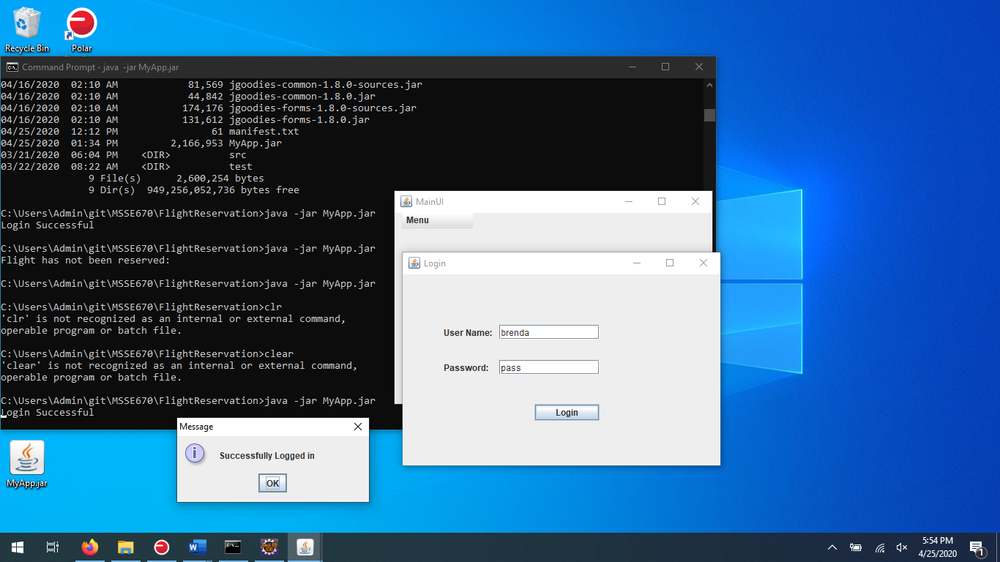 Recycle Bin
Polar
Command Prompt - java  -jar MyApp.jar
04/16/2020  02:10 AM            81,569 jgoodies-common-1.8.0-sources.jar
04/16/2020  02:10 AM            44,842 jgoodies-common-1.8.0.jar
04/16/2020  02:10 AM           174,176 jgoodies-forms-1.8.0-sources.jar
04/16/2020  02:10 AM           131,612 jgoodies-forms-1.8.0.jar
04/25/2020  12:12 PM                61 manifest.txt
04/25/2020  01:34 PM         2,166,953 MyApp.jar
03/21/2020  06:04 PM    <DIR>          src
03/22/2020  08:22 AM    <DIR>          test
               9 File(s)      2,600,254 bytes
               9 Dir(s)  949,256,052,736 bytes free
C:\Users\Admin\git\MSSE670\FlightReservation>java -jar MyApp.jar
Login Successful
C:\Users\Admin\git\MSSE670\FlightReservation>java -jar MyApp.jar
Flight has not been reserved:
C:\Users\Admin\git\MSSE670\FlightReservation>java -jar MyApp.jar
C:\Users\Admin\git\MSSE670\FlightReservation>clr
'clr' is not recognized as an internal or external command,
operable program or batch file.
C:\Users\Admin\git\MSSE670\FlightReservation>clear
'clear' is not recognized as an internal or external command,
operable program or batch file.
C:\Users\Admin\git\MSSE670\FlightReservation>java -jar MyApp.jar
Login Successful
MainUI
Menu
Login
User Name: brenda
Password: pass
Login
Message
Successfully Logged in
OK
MyApp.jar
5:54 PM
4/25/2020
1